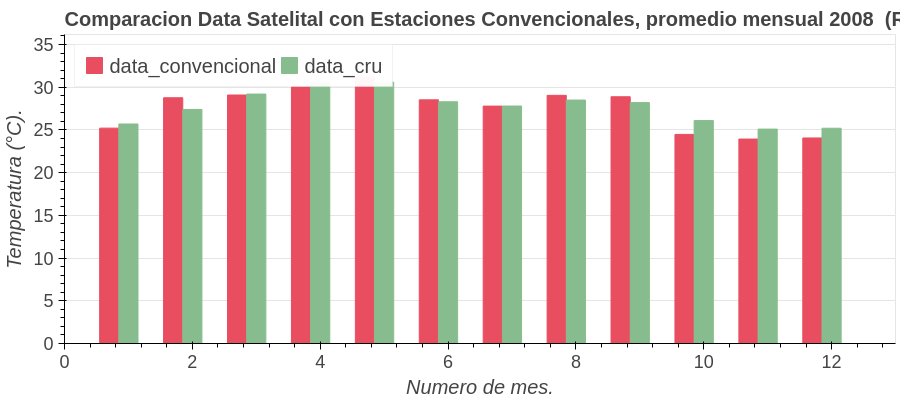 Comparacion Data Satelital con Estaciones Convencionales, promedio mensual 2008 (R
data_convencional data_cru
35
30
25
20
15
10
5
0
Temperatura (°C).
0 2 4 6 8 10 12
Numero de mes.